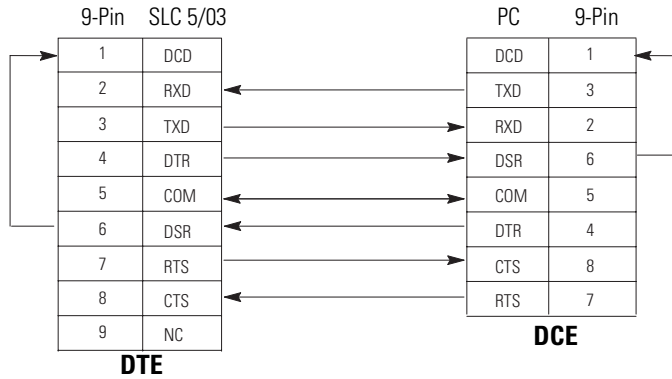 9-Pin SLC 5/03 PC 9-Pin
1 DCD DCD 1
2 RXD TXD 3
3 TXD RXD 2
4 DTR DSR 6
5 COM COM 5
6 DSR DTR 4
7 RTS CTS 8
8 CTS RTS 7
9 NC
DTE DCE